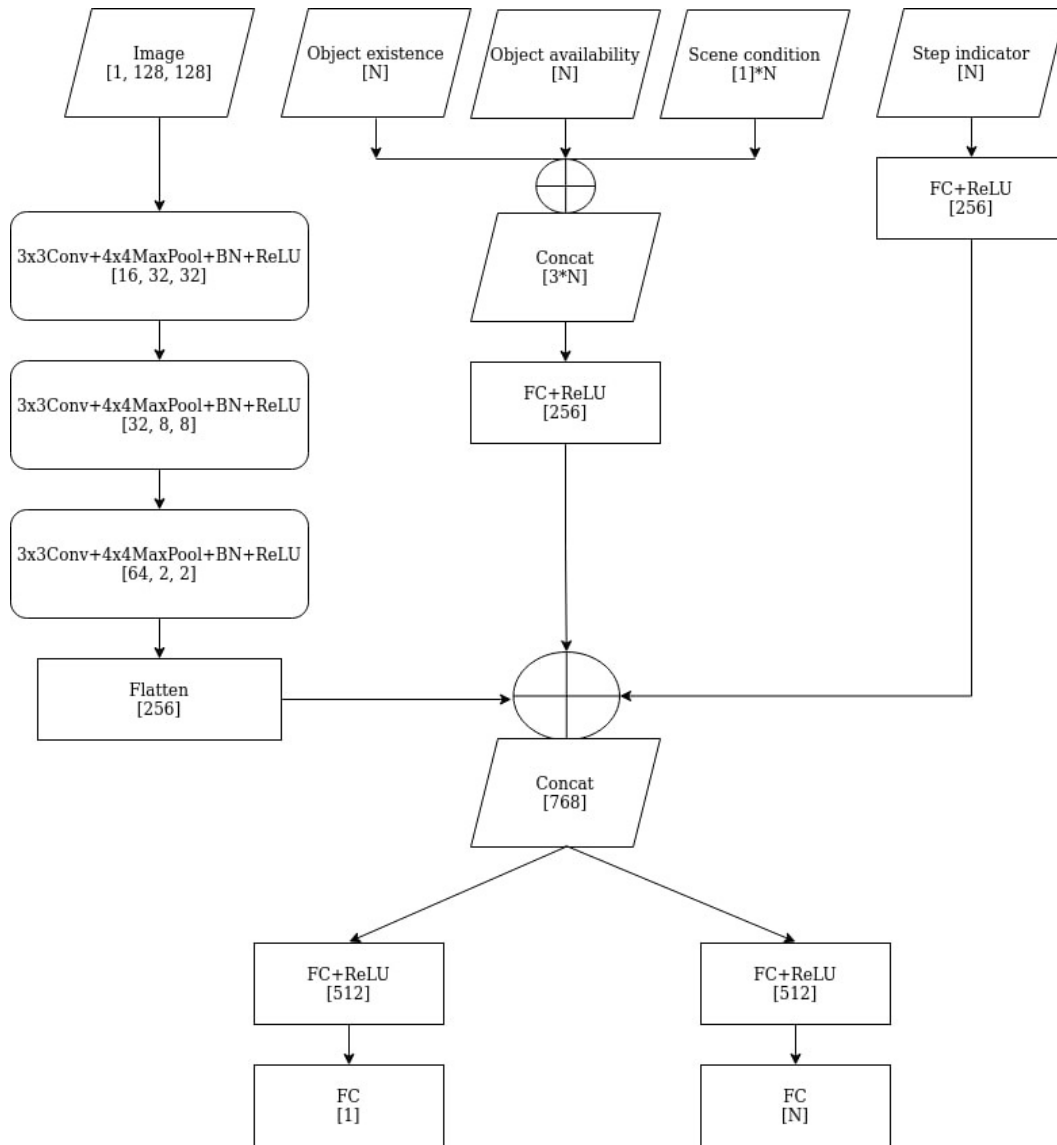 Image
[1, 128, 128]
Object existence
[N]
Object availability
[N]
Scene condition
[1]*N
Step indicator
[N]
FC+ReLU
[256]
3x3Conv+4x4MaxPool+BN+ReLU
[16, 32, 32]
Concat
[3*N]
3x3Conv+4x4MaxPool+BN+ReLU
[32, 8, 8]
FC+ReLU
[256]
3x3Conv+4x4MaxPool+BN+ReLU
[64, 2, 2]
Flatten
[256]
Concat
[768]
FC+ReLU
[512]
FC+ReLU
[512]
FC
[1]
FC
[N]